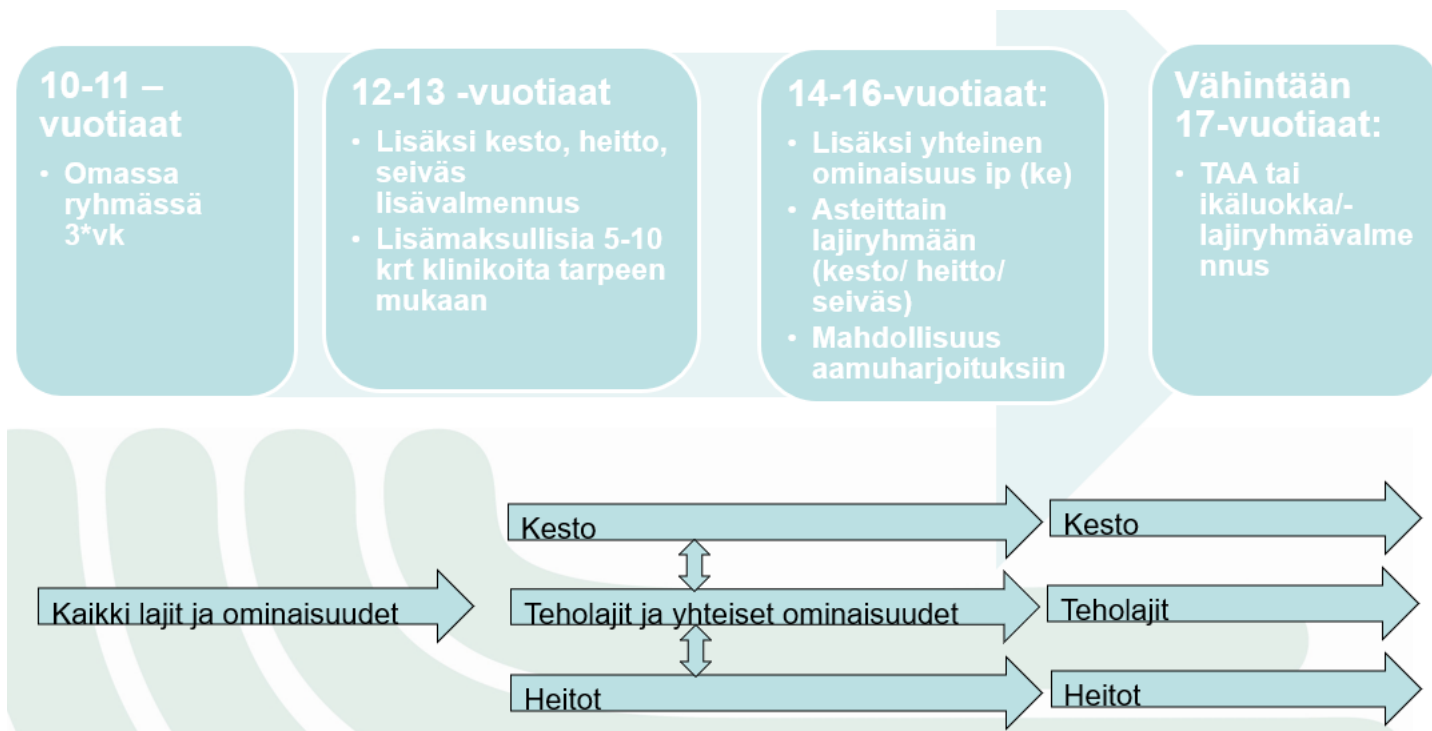 10-11 –
vuotiaat
• Omassa
ryhmässä
3*vk
12-13 -vuotiaat
• Lisäksi kesto, heitto,
seiväs
lisävalmennus
• Lisämaksullisia 5-10
krt klinikoita tarpeen
mukaan
14-16-vuotiaat:
• Lisäksi yhteinen
ominaisuus ip (ke)
• Asteittain
lajiryhmään
(kesto/ heitto/
seiväs)
• Mahdollisuus
aamuharjoituksiin
Vähintään
17-vuotiaat:
• TAA tai
ikäluokka/-
lajiryhmävalme
nnus
Kesto
Kesto
Kaikki lajit ja ominaisuudet
Teholajit ja yhteiset ominaisuudet
Teholajit
Heitot
Heitot